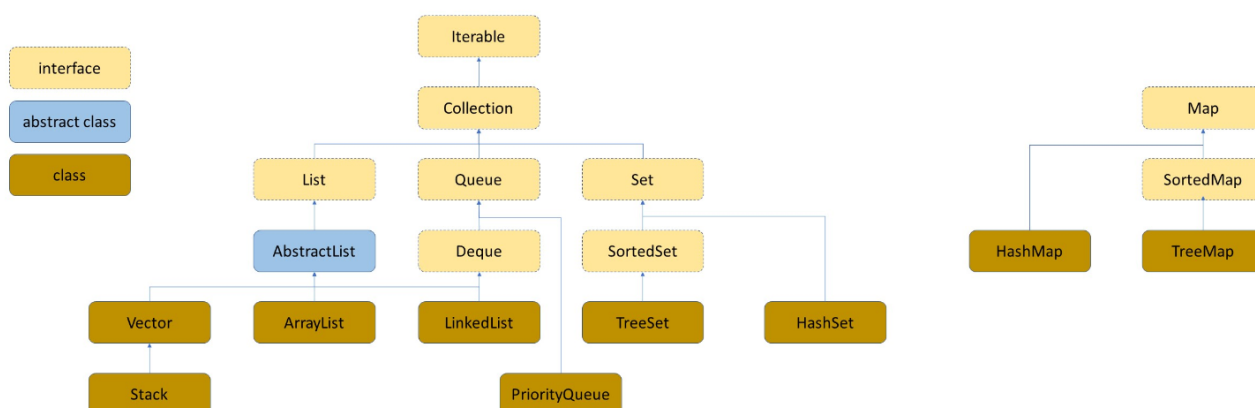 Iterable
interface
Collection
Map
abstract class
class
List
Queue
Set
SortedMap
AbstractList
Deque
SortedSet
HashMap
TreeMap
Vector
ArrayList
LinkedList
TreeSet
HashSet
Stack
PriorityQueue